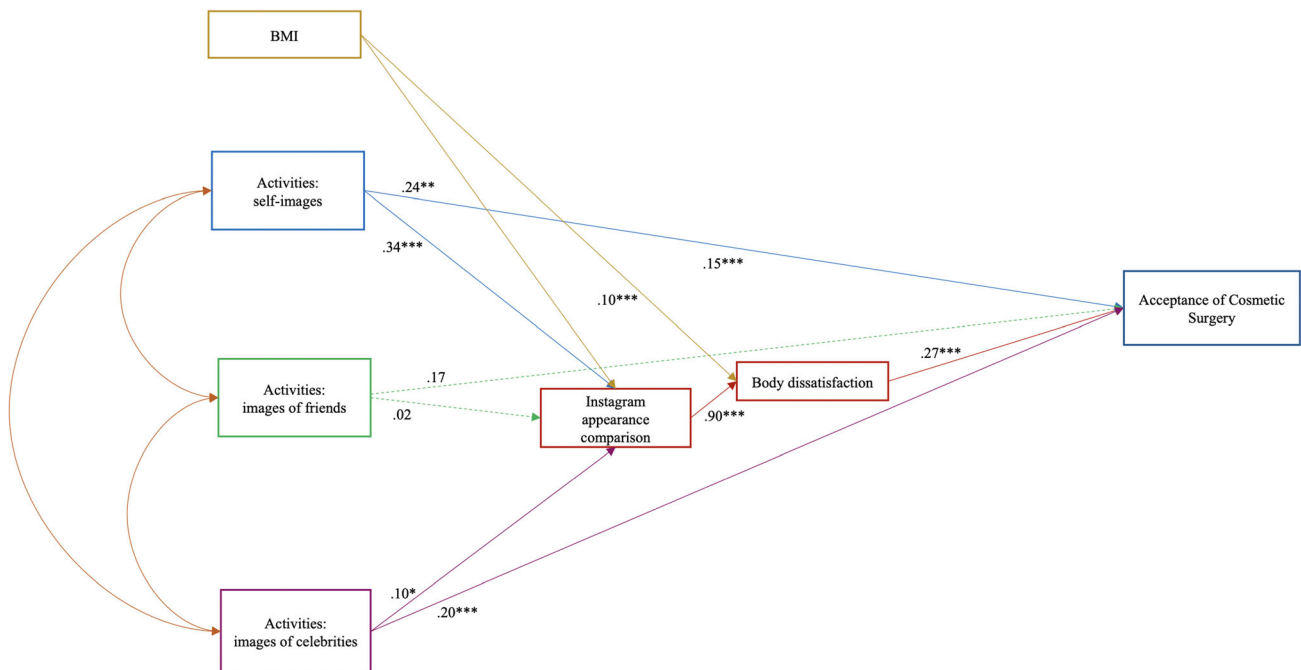 BMI
Activities:
self-images
.24**
.34***
.15***
.10***
Acceptance of Cosmetic
Surgery
Activities:
images of friends
.17
.02
Instagram
appearance
comparison
.90***
Body dissatisfaction
.27***
.10*
.20***
Activities:
images of celebrities